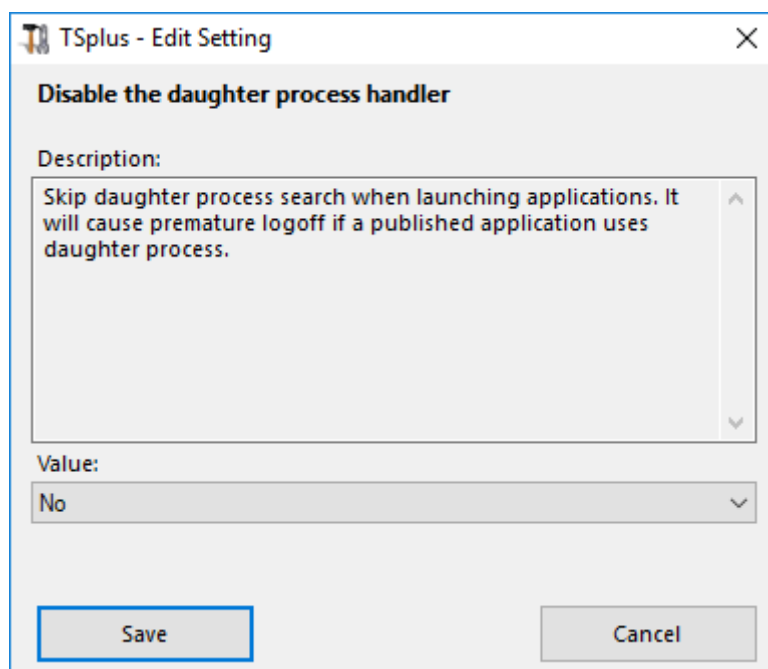 TSplus - Edit Setting
Disable the daughter process handler
Description:
Skip daughter process search when launching applications. It
will cause premature logoff if a published application uses
daughter process.
Value:
No
Save
Cancel